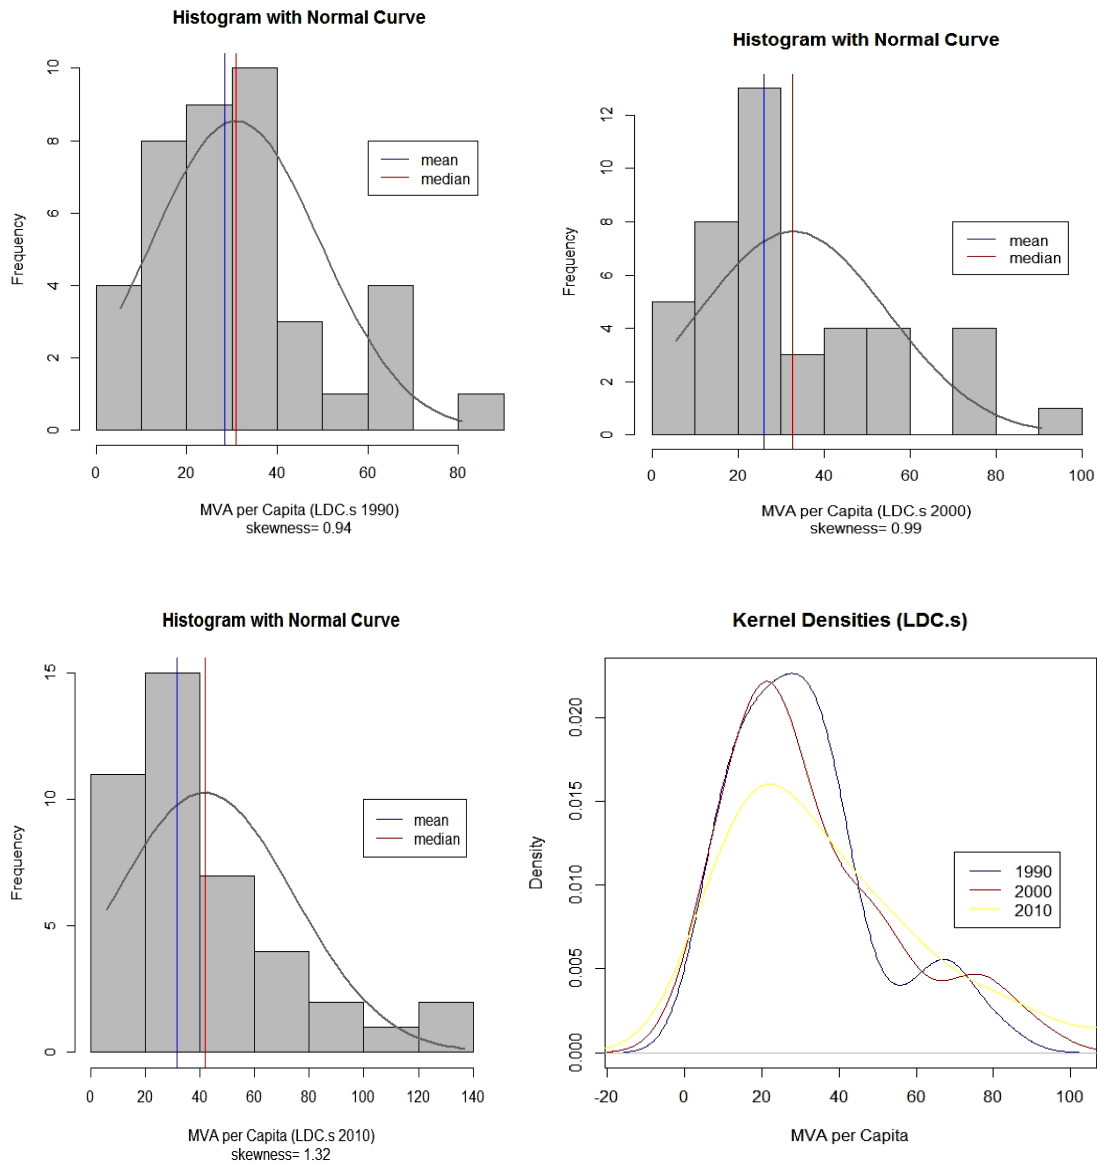 Histogram with Normal Curve
Frequency
0
2
4
6
8
10
mean
median
0 20 40 60 80
MVA per Capita (LDC.s 1990)
skewness= 0.94
Histogram with Normal Curve
Frequency
0
2
4
6
8
10
12
mean
median
0 20 40 60 80 100
MVA per Capita (LDC.s 2000)
skewness= 0.99
Histogram with Normal Curve
Frequency
0
5
10
15
mean
median
0 20 40 60 80 100 120 140
MVA per Capita (LDC.s 2010)
skewness= 1.32
Kernel Densities (LDC.s)
Density
0.000
0.005
0.010
0.015
0.020
1990
2000
2010
-20 0 20 40 60 80 100
MVA per Capita